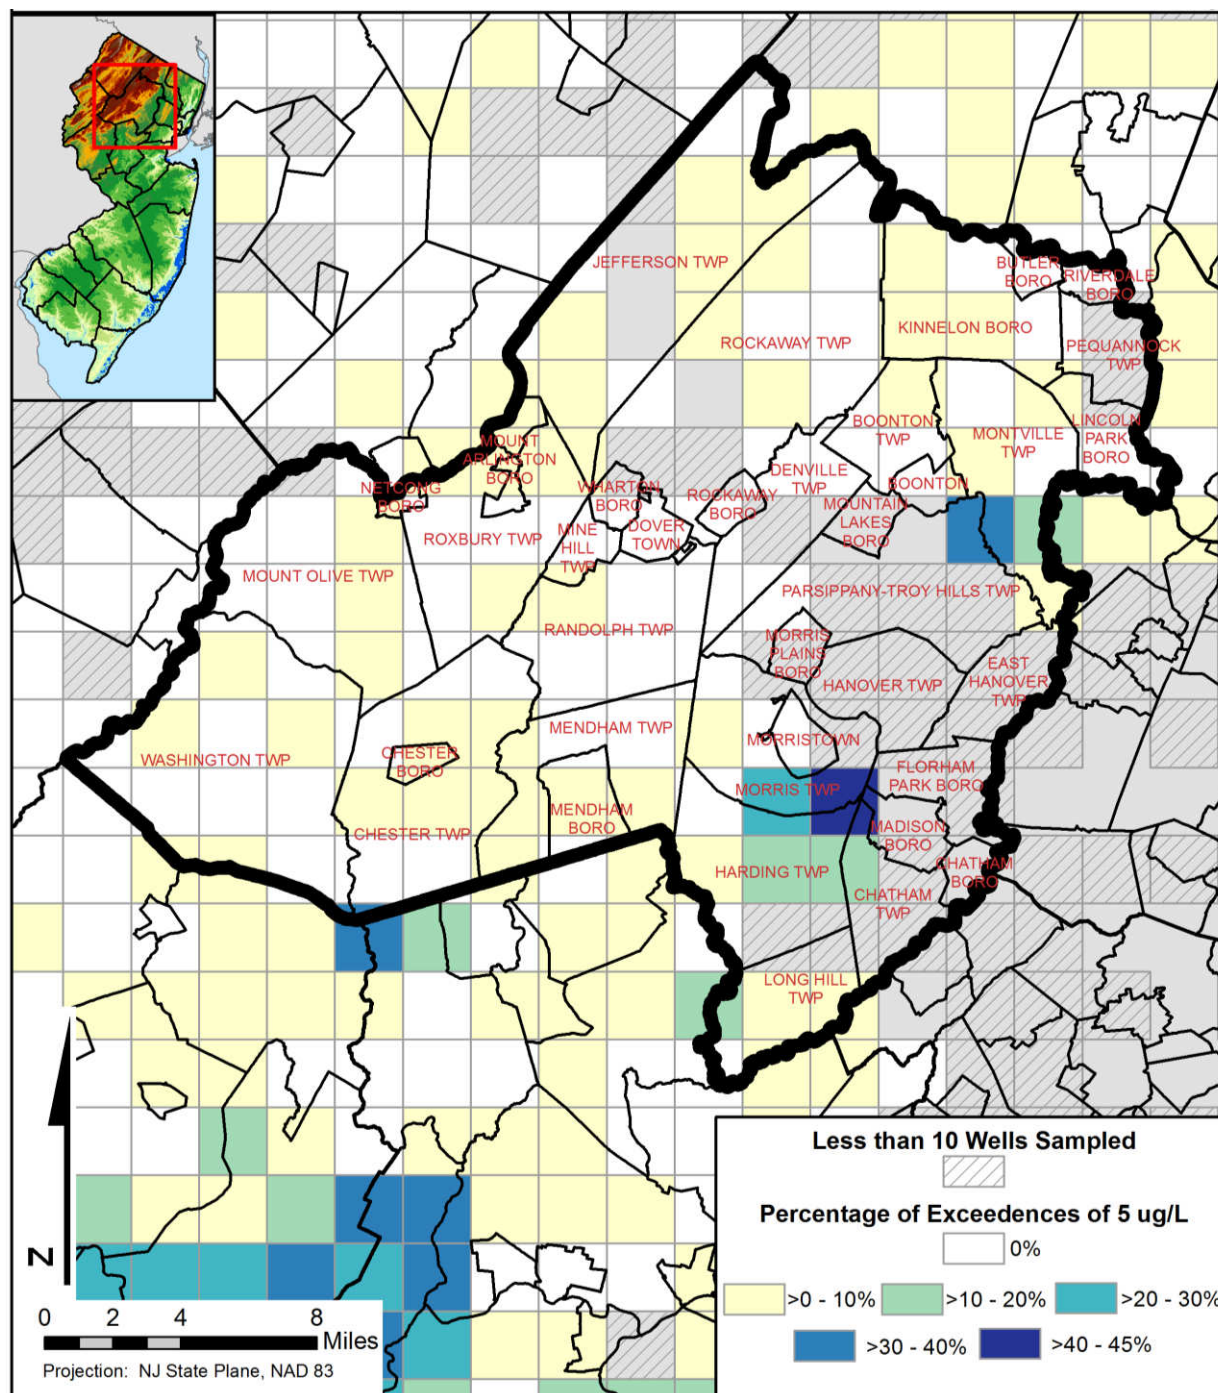 JEFFERSON TWP
BUTLER
BORO
RIVERDALE
BORO
KINNELON BORO
ROCKAWAY TWP
PEQUANNOCK
TWP
MOUNT
ARLINGTON
BORO
BOONTON
TWP
MONTVILLE
TWP
LINCOLN
PARK
BORO
NETCONG
BORO
WHARTON
BORO
ROCKAWAY
BORO
DENVILLE
TWP
BOONTON
MOUNTAIN
LAKES
BORO
ROXBURY TWP
MINE
HILL
TWP
DOVER
TOWN
MOUNT OLIVE TWP
PARSIPPANY-TROY HILLS TWP
RANDOLPH TWP
MORRIS
PLAINS
BORO
HANOVER TWP
EAST
HANOVER
TWP
MENDHAM TWP
MORRISTOWN
WASHINGTON TWP
CHESTER
BORO
FLORHAM
PARK BORO
MORRIS TWP
MENDHAM
BORO
CHESTER TWP
MADISON
BORO
CHATHAM
BORO
HARDING TWP
CHATHAM
TWP
LONG HILL
TWP
N
0 2 4 8
Miles
Projection: NJ State Plane, NAD 83
Less than 10 Wells Sampled
Percentage of Exceedences of 5 ug/L
0%
>0 - 10% >10 - 20% >20 - 30%
>30 - 40% >40 - 45%